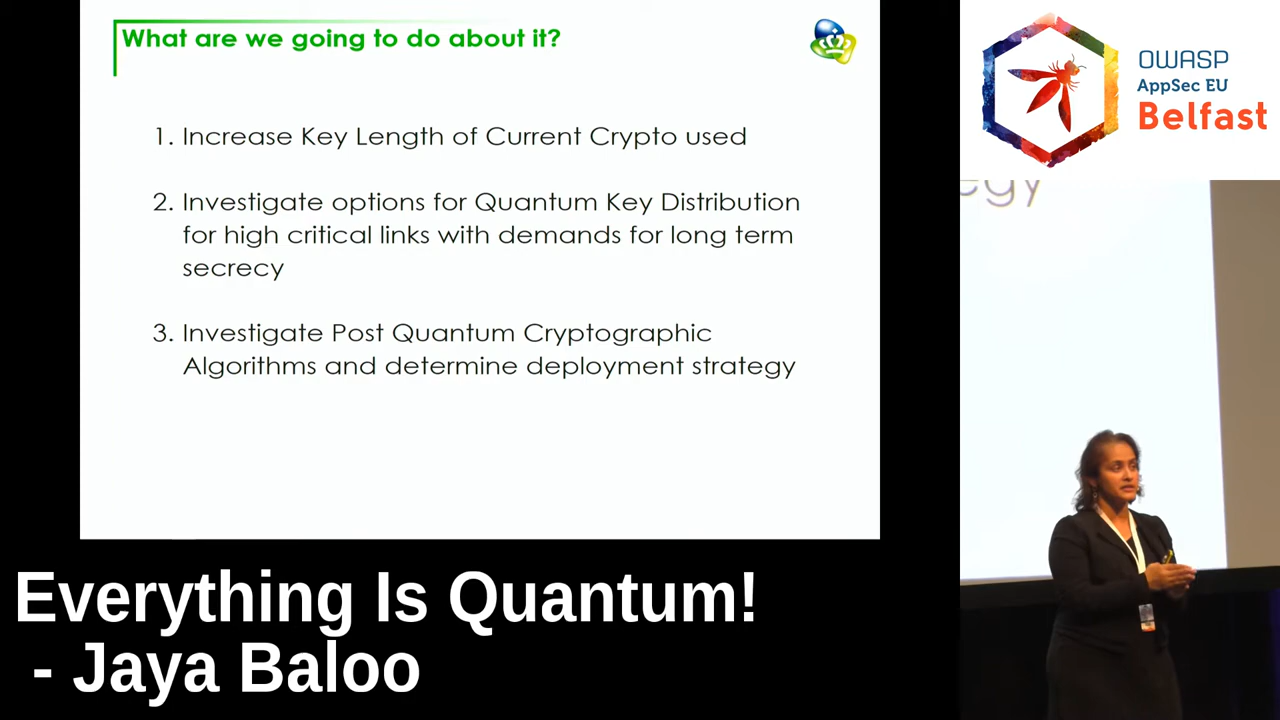 What are we going to do about it?
1. Increase Key Length of Current Crypto used
2. Investigate options for Quantum Key Distribution
for high critical links with demands for long term
secrecy
3. Investigate Post Quantum Cryptographic
Algorithms and determine deployment strategy
OWASP
AppSec EU
Belfast
egy
Everything Is Quantum!
- Jaya Baloo